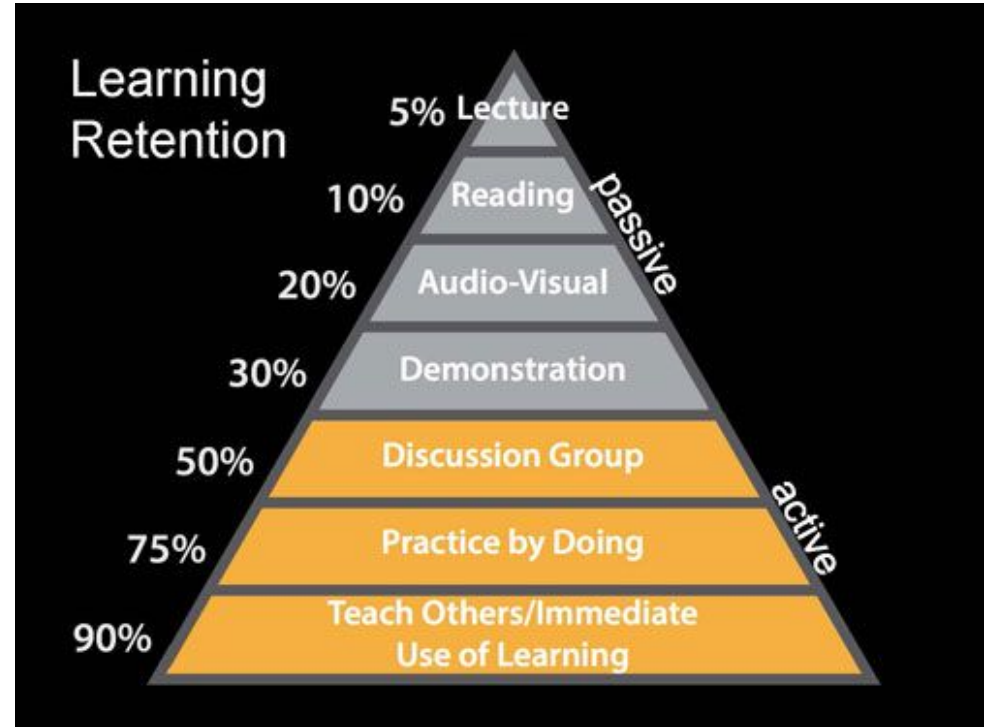 Learning
Retention
5% Lecture
10% Reading
passive
20% Audio-Visual
30% Demonstration
50% Discussion Group
active
75% Practice by Doing
90% Teach Others/Immediate
Use of Learning